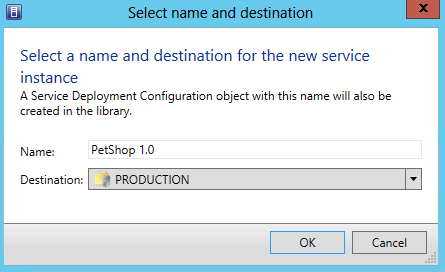 Select name and destination
x
Select a name and destination for the new service
instance
A Service Deployment Configuration object with this name will also be
created in the library.
Name: PetShop 1.0
Destination: PRODUCTION
OK Cancel